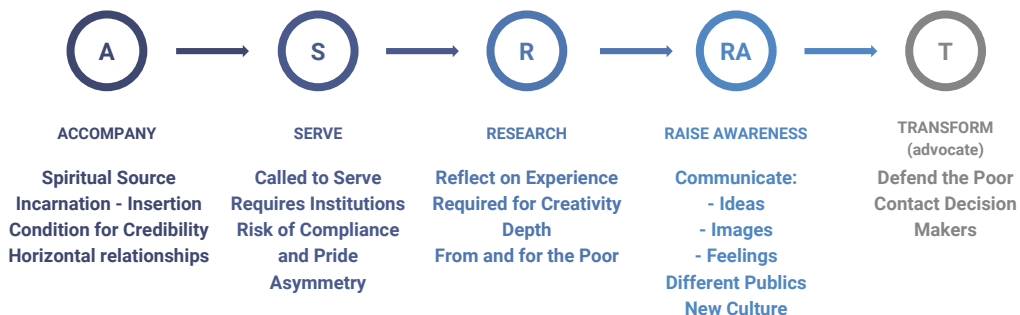 A
S
R
RA
T
ACCOMPANY
Spiritual Source
Incarnation - Insertion
Condition for Credibility
Horizontal relationships
SERVE
Called to Serve
Requires Institutions
Risk of Compliance
and Pride
Asymmetry
RESEARCH
Reflect on Experience
Required for Creativity
Depth
From and for the Poor
RAISE AWARENESS
Communicate:
- Ideas
- Images
- Feelings
Different Publics
New Culture
TRANSFORM
(advocate)
Defend the Poor
Contact Decision
Makers